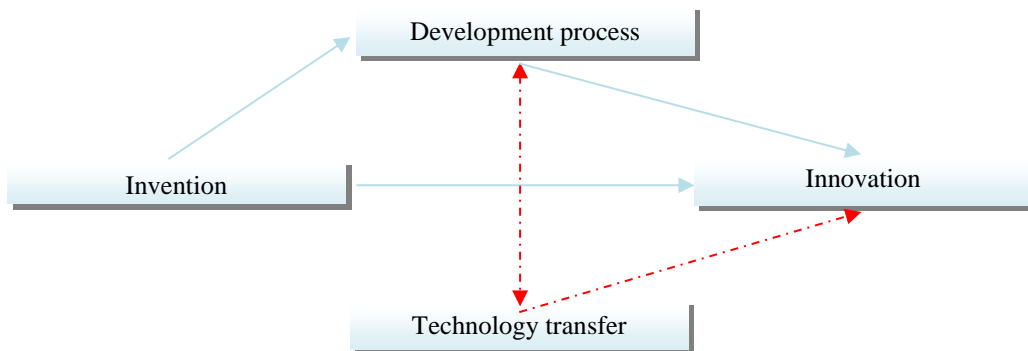 Development process
Invention
Innovation
Technology transfer